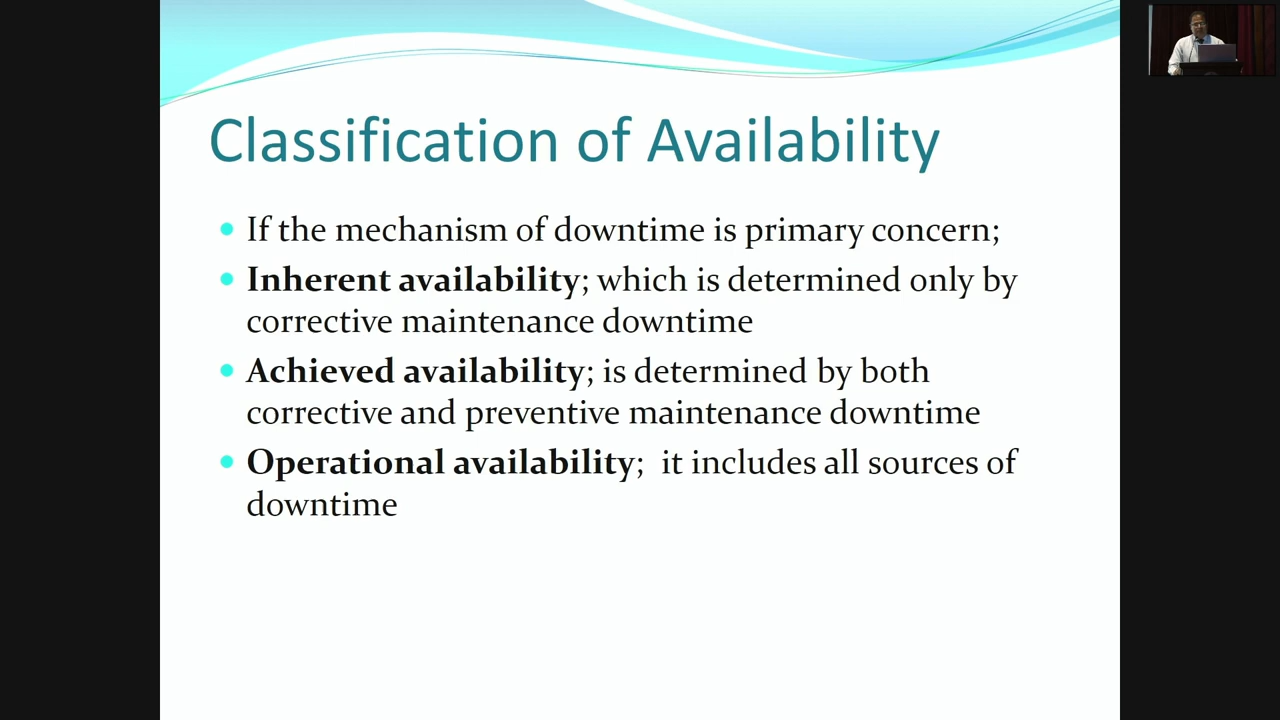 Classification of Availability
If the mechanism of downtime is primary concern;
Inherent availability; which is determined only by
corrective maintenance downtime
Achieved availability; is determined by both
corrective and preventive maintenance downtime
Operational availability;  it includes all sources of
downtime